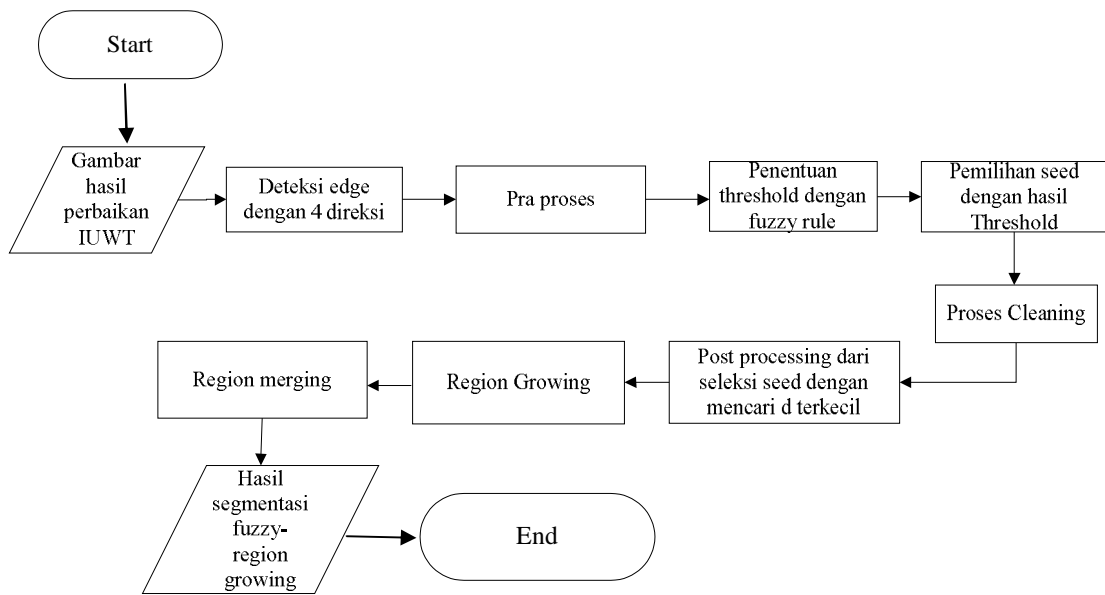 Start
Gambar
hasil
perbaikan
IUWT
Deteksi edge
dengan 4 direksi
Pra proses
Penentuan
threshold dengan
fuzzy rule
Pemilihan seed
dengan hasil
Threshold
Proses Cleaning
Post processing dari
seleksi seed dengan
mencari d terkecil
Region Growing
Region merging
Hasil
segmentasi
fuzzy-
region
growing
End